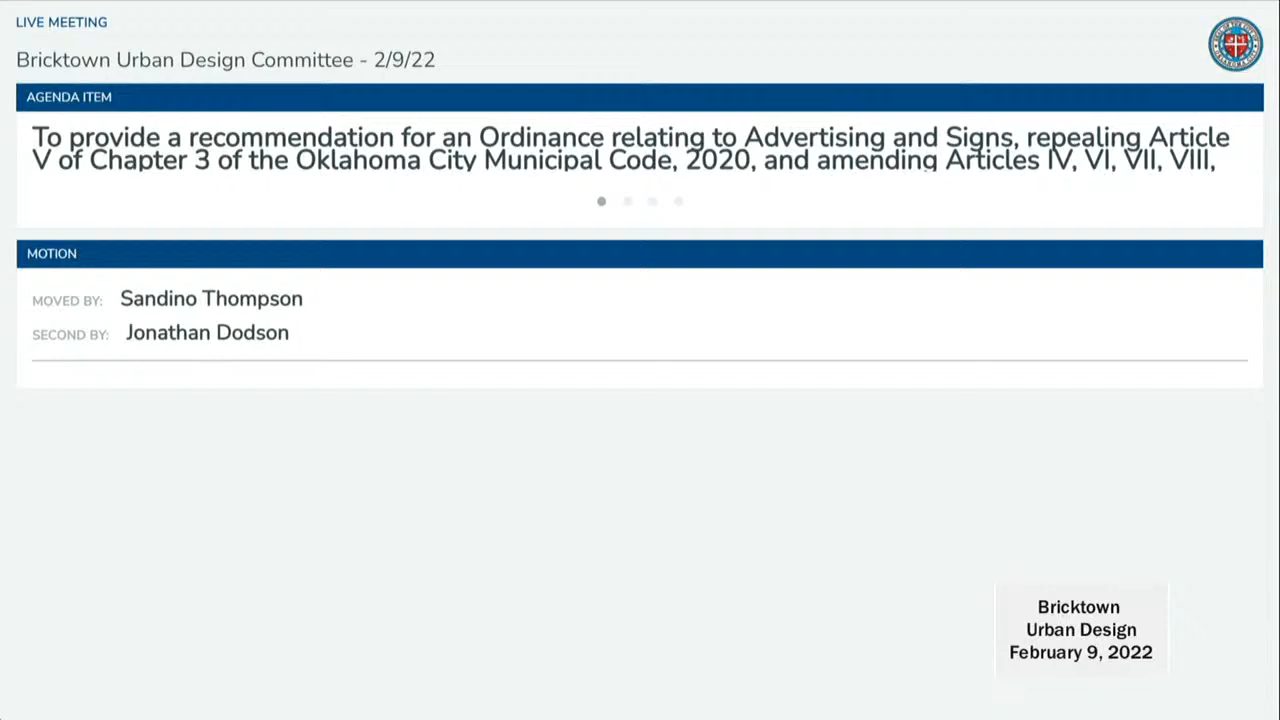 LIVE MEETING
Bricktown Urban Design Committee - 2/9/22
AGENDA ITEM
To provide a recommendation for an Ordinance relating to Advertising and Signs, repealing Article
V of Chapter 3 of the Oklahoma City Municipal Code, 2020, and amending Articles IV, VI, VII, VIII,
MOTION
MOVED BY: Sandino Thompson
SECOND BY: Jonathan Dodson
Bricktown
Urban Design
February 9, 2022